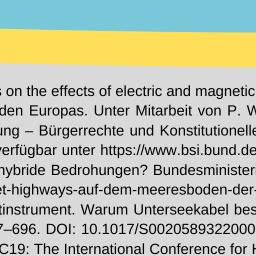 s on the effects of electric and magnetic
den Europas. Unter Mitarbeit von P. W
ung – Bürgerrechte und Konstitutionelle
verfügbar unter https://www.bsi.bund.de
hybride Bedrohungen? Bundesminister
et-highways-auf-dem-meeresboden-der-
tinstrument. Warum Unterseekabel bes
7–696. DOI: 10.1017/S0020589322000
C19: The International Conference for H